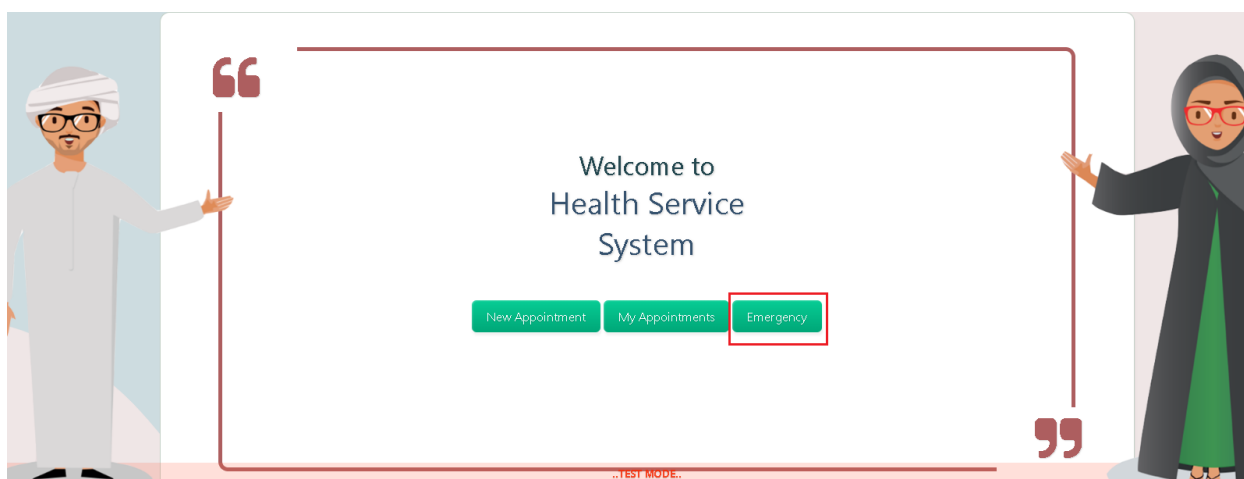 Welcome to
Health Service
System
New Appointment My Appointments Emergency
..TEST MODE..